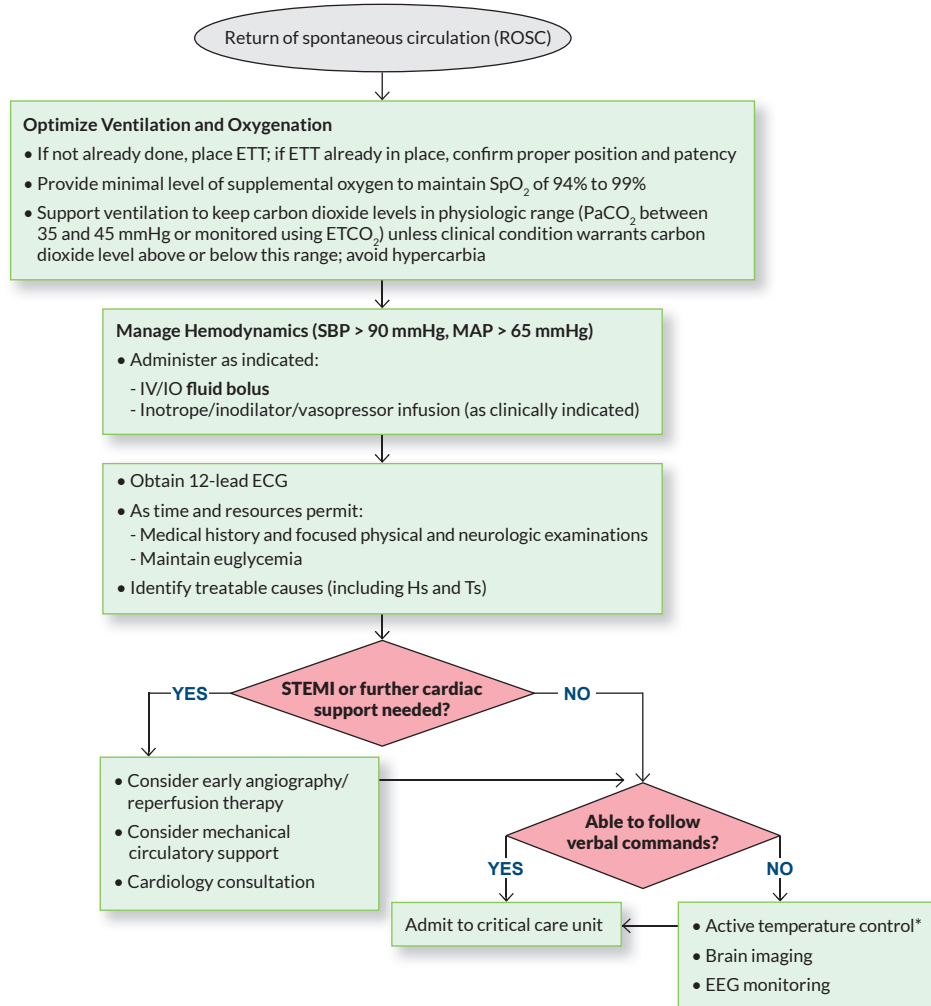 Return of spontaneous circulation (ROSC)
Optimize Ventilation and Oxygenation
• If not already done, place ETT; if ETT already in place, confirm proper position and patency
• Provide minimal level of supplemental oxygen to maintain SpO2 of 94% to 99%
• Support ventilation to keep carbon dioxide levels in physiologic range (PaCO2 between
35 and 45 mmHg or monitored using ETCO2) unless clinical condition warrants carbon
dioxide level above or below this range; avoid hypercarbia
Manage Hemodynamics (SBP > 90 mmHg, MAP > 65 mmHg)
• Administer as indicated:
- IV/IO fluid bolus
- Inotrope/inodilator/vasopressor infusion (as clinically indicated)
• Obtain 12-lead ECG
• As time and resources permit:
- Medical history and focused physical and neurologic examinations
- Maintain euglycemia
• Identify treatable causes (including Hs and Ts)
STEMI or further cardiac
support needed?
YES
NO
• Consider early angiography/
reperfusion therapy
• Consider mechanical
circulatory support
• Cardiology consultation
Able to follow
verbal commands?
YES
NO
Admit to critical care unit
• Active temperature control*
• Brain imaging
• EEG monitoring